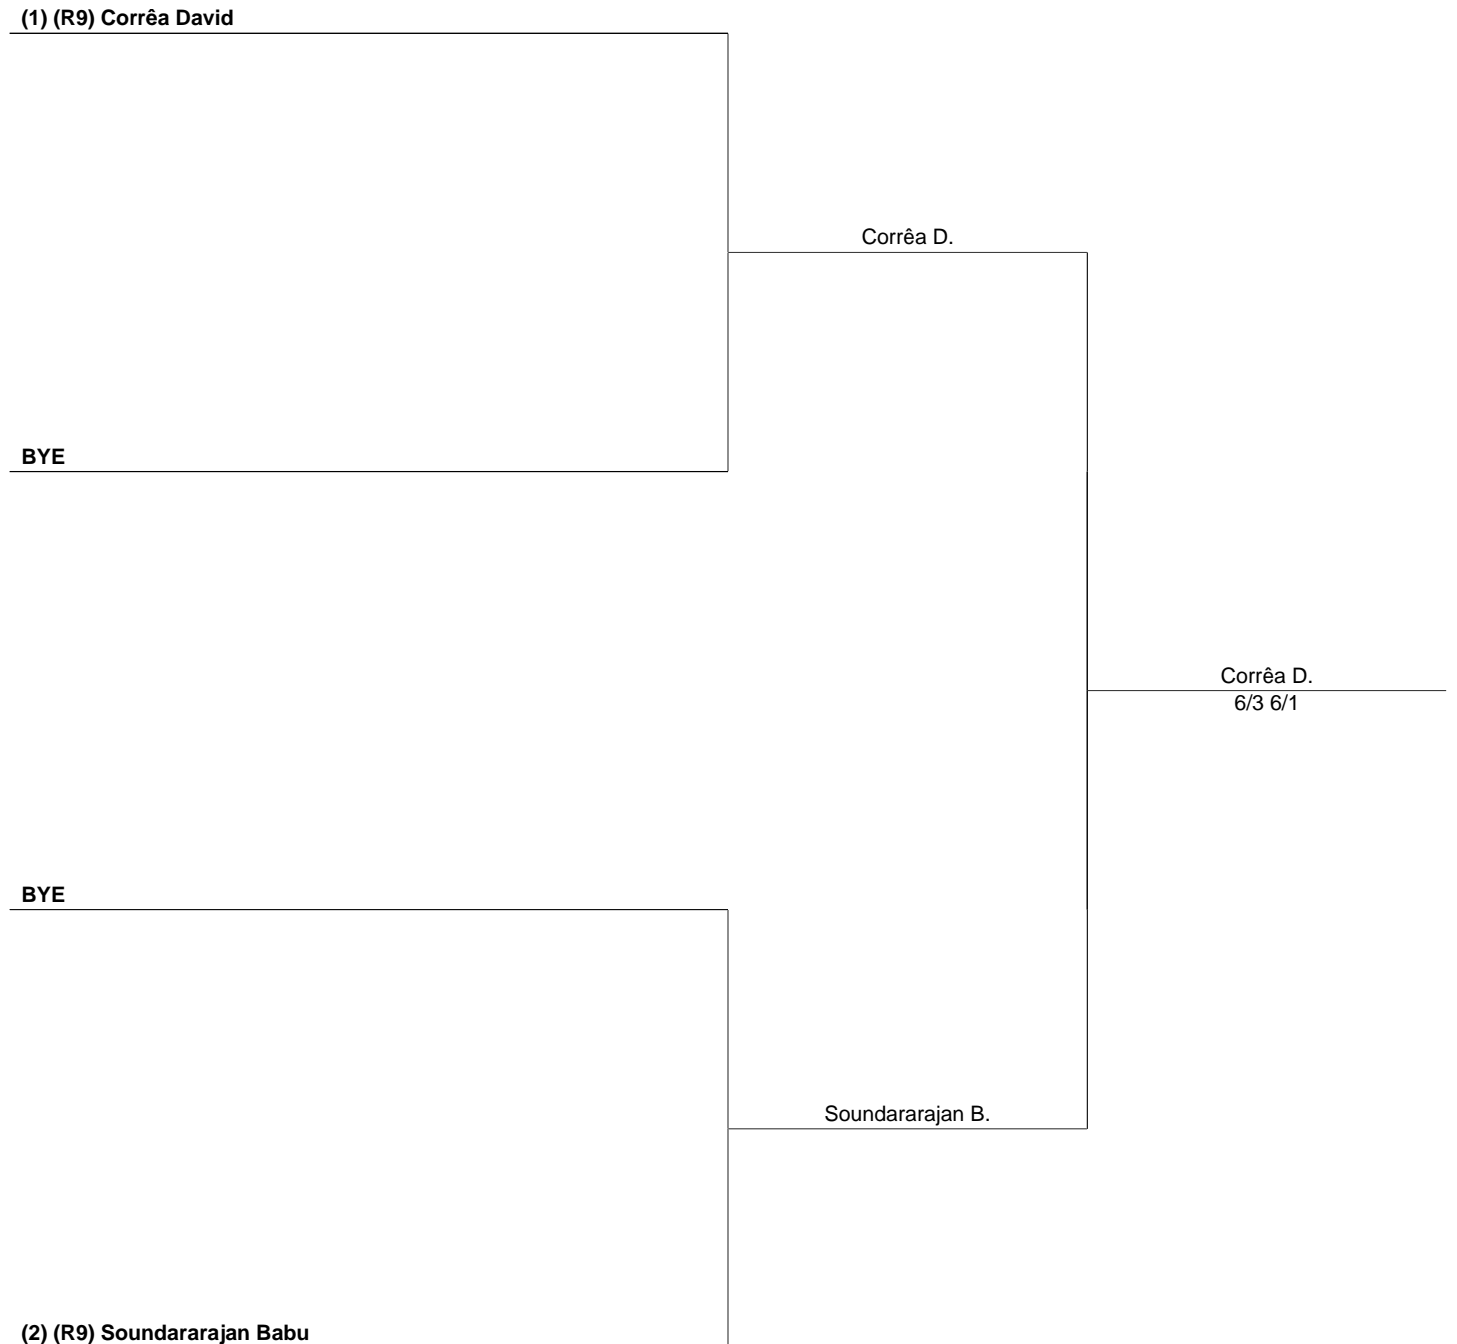 (1) (R9) Corrêa David
Corrêa D.
BYE
Corrêa D.
6/3 6/1
BYE
Soundararajan B.
(2) (R9) Soundararajan Babu